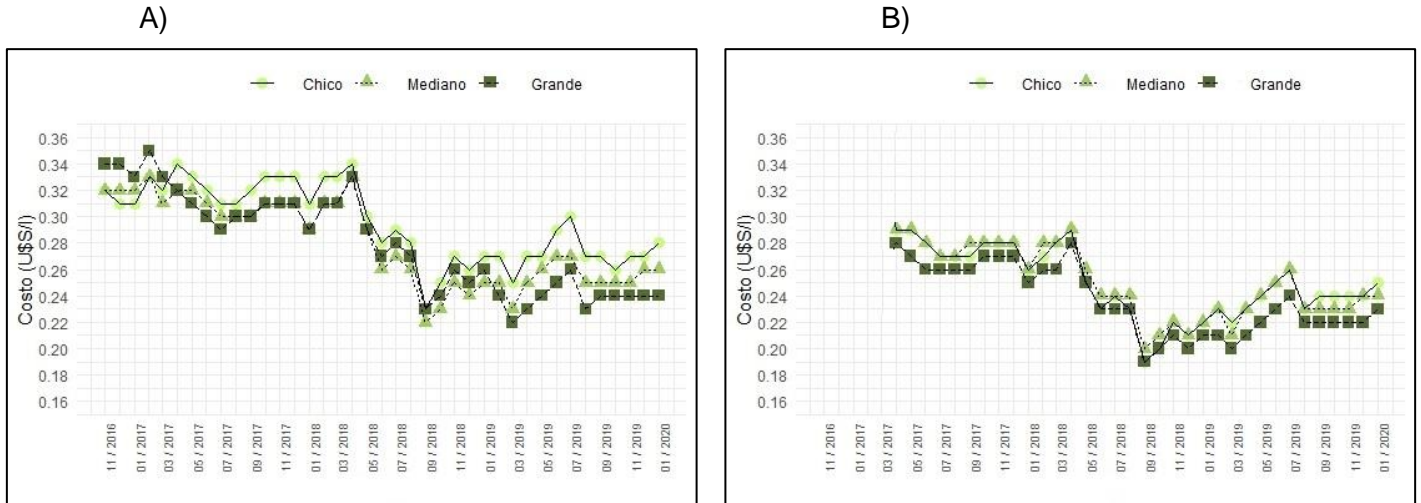 A)
B)
Chico Mediano Grande
0.36
0.34
0.32
0.30
0.28
0.26
0.24
0.22
0.20
0.18
0.16
Costo (U$S/l)
11 / 2016
01 / 2017
03 / 2017
05 / 2017
07 / 2017
09 / 2017
11 / 2017
01 / 2018
03 / 2018
05 / 2018
07 / 2018
09 / 2018
11 / 2018
01 / 2019
03 / 2019
05 / 2019
07 / 2019
09 / 2019
11 / 2019
01 / 2020
Chico Mediano Grande
0.36
0.34
0.32
0.30
0.28
0.26
0.24
0.22
0.20
0.18
0.16
Costo (U$S/l)
11 / 2016
01 / 2017
03 / 2017
05 / 2017
07 / 2017
09 / 2017
11 / 2017
01 / 2018
03 / 2018
05 / 2018
07 / 2018
09 / 2018
11 / 2018
01 / 2019
03 / 2019
05 / 2019
07 / 2019
09 / 2019
11 / 2019
01 / 2020